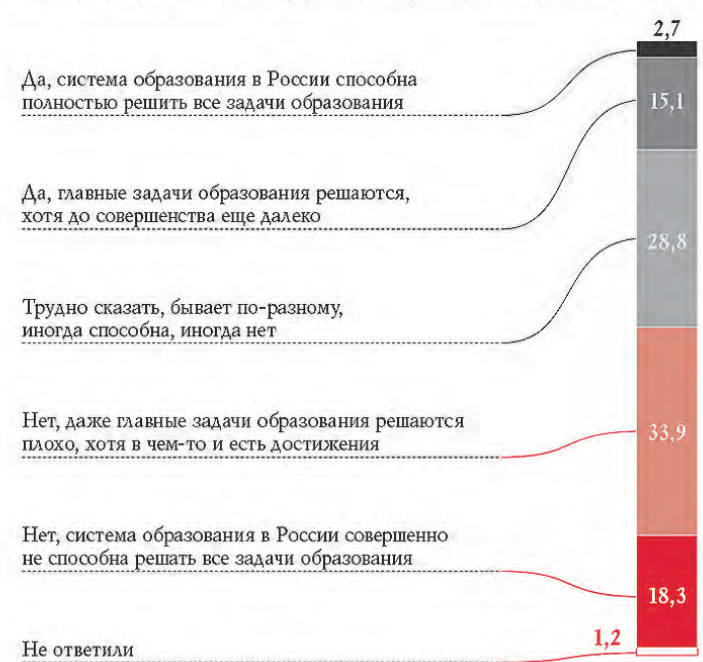 2,7
Да, система образования в России способна
полностью решить все задачи образования
15,1
Да, главные задачи образования решаются,
хотя до совершенства еще далеко
28,8
Трудно сказать, бывает по-разному,
иногда способна, иногда нет
Нет, даже главные задачи образования решаются
плохо, хотя в чем-то и есть достижения
33,9
Нет, система образования в России совершенно
не способна решать все задачи образования
18,3
1,2
Не ответили